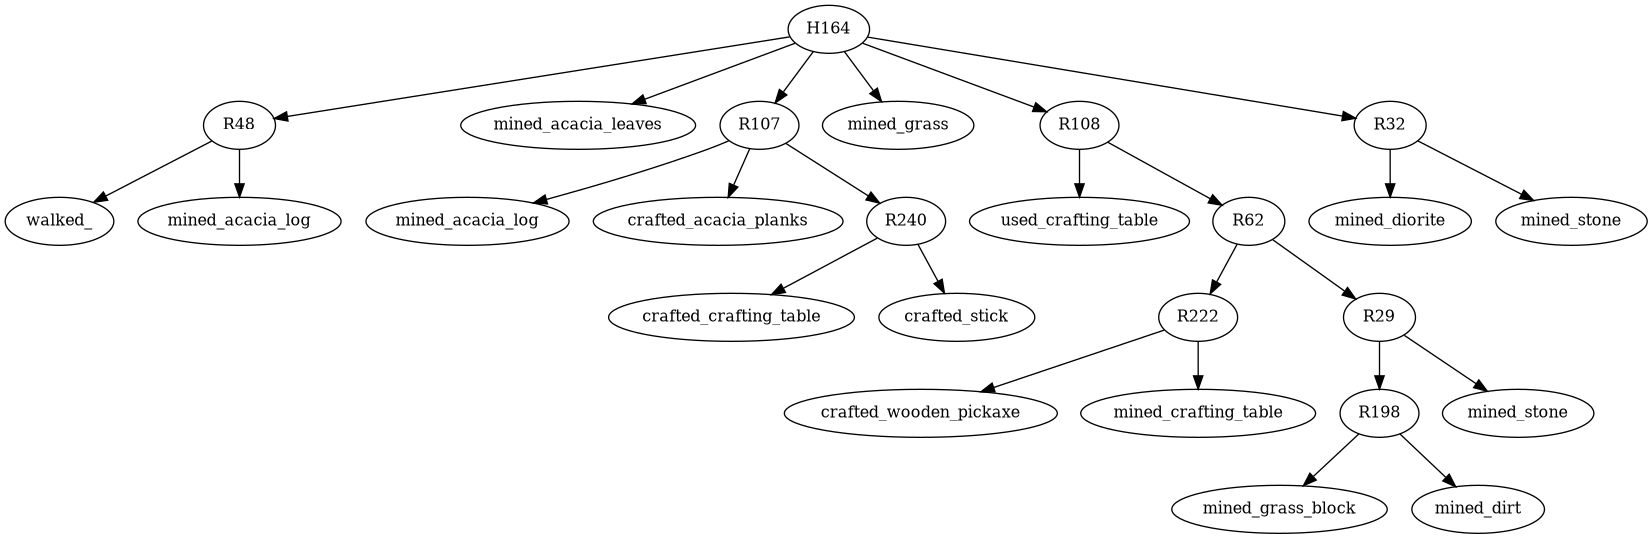 H164
R48
mined_acacia_leaves
R107
mined_grass
R108
R32
walked_
mined_acacia_log
mined_acacia_log
crafted_acacia_planks
R240
used_crafting_table
R62
mined_diorite
mined_stone
crafted_crafting_table
crafted_stick
R222
R29
crafted_wooden_pickaxe
mined_crafting_table
R198
mined_stone
mined_grass_block
mined_dirt